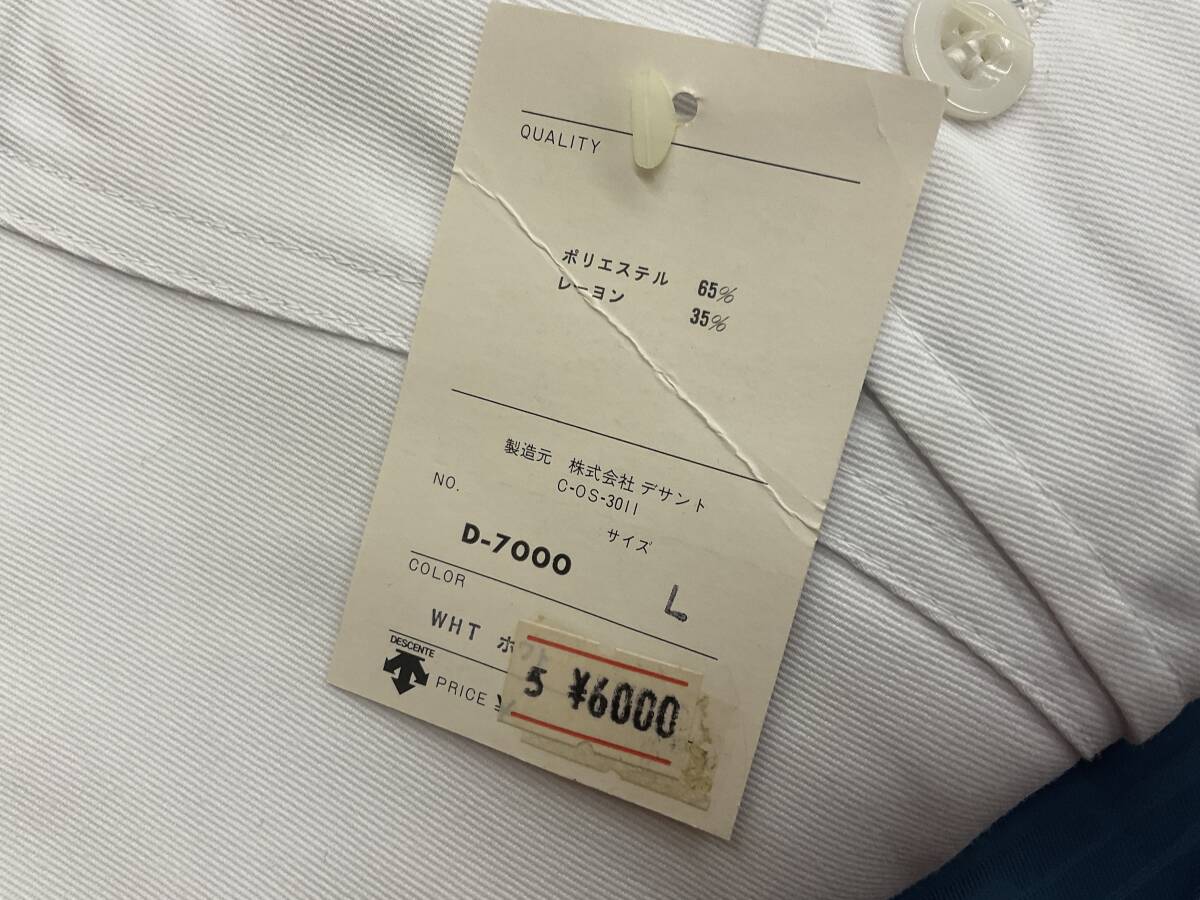 QUALITY
ポリエステル 65%
レーヨン 35%
製造元 株式会社 デサント
C-OS-3011
NO.
サイズ
D-7000
COLOR
L
WHT
DESCENTE
PRICE ¥
5 ¥6000